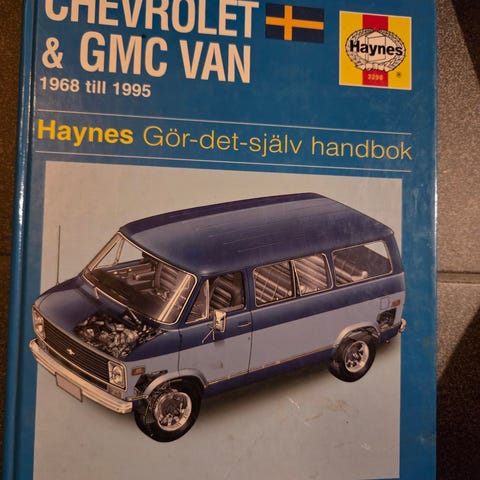 CHEVROLET
& GMC VAN
1968 till 1995
Haynes
3298
®
Haynes Gör-det-själv handbok